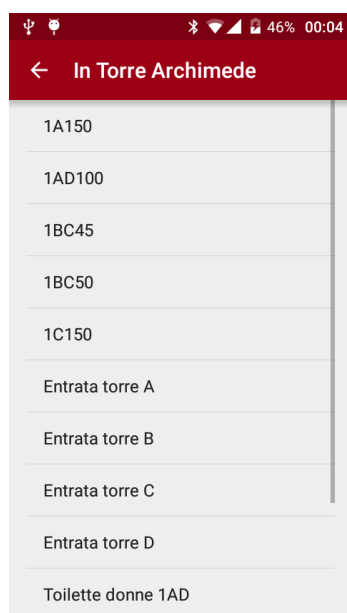 46% 00:04
In Torre Archimede
1A150
1AD100
1BC45
1BC50
1C150
Entrata torre A
Entrata torre B
Entrata torre C
Entrata torre D
Toilette donne 1AD